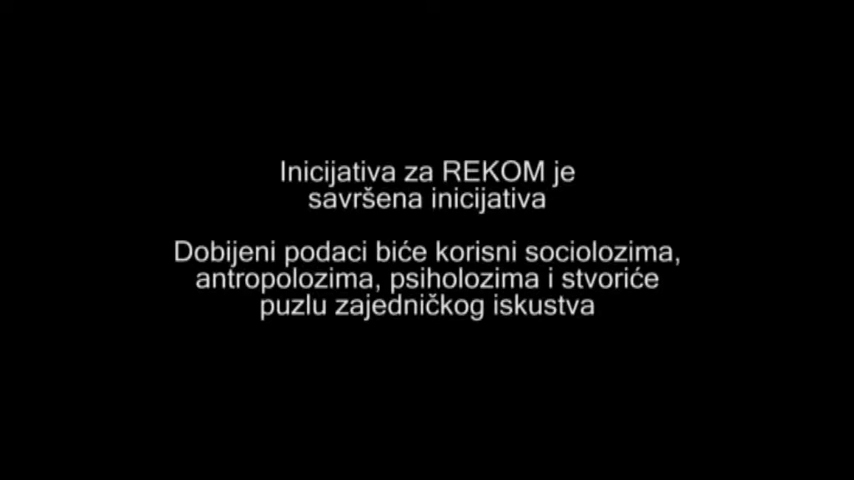 Inicijativa za REKOM je
savršena inicijativa
Dobijeni podaci biće korisni sociolozima,
antropolozima, psiholozima i stvoriće
puzlu zajedničkog iskustva